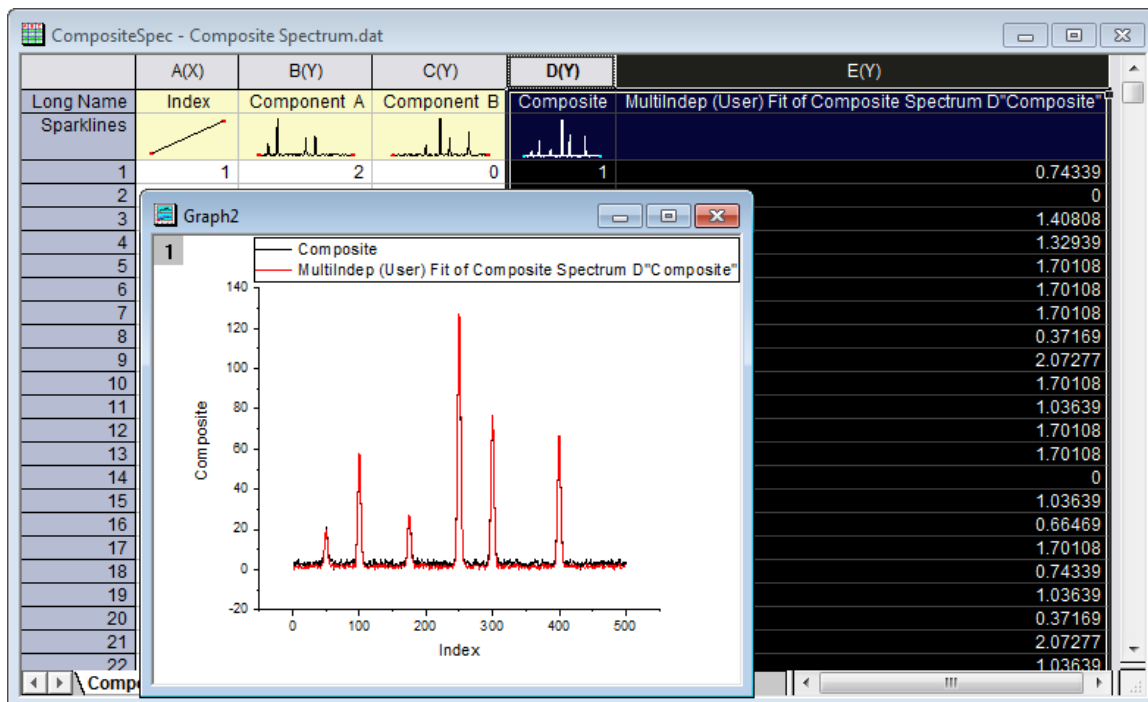 CompositeSpec - Composite Spectrum.dat
A(X) B(Y) C(Y) D(Y) E(Y)
Long Name Index Component A Component B Composite MultiIndep (User) Fit of Composite Spectrum D"Composite"
Sparklines
1 1 2 0 1 0.74339
2 0
3 1.40808
4 1.32939
5 1.70108
6 1.70108
7 1.70108
8 0.37169
9 2.07277
10 1.70108
11 1.03639
12 1.70108
13 1.70108
14 0
15 1.03639
16 0.66469
17 1.70108
18 0.74339
19 1.03639
20 0.37169
21 2.07277
22 1.03639
Graph2
1
Composite
MultiIndep (User) Fit of Composite Spectrum D"Composite"
140
120
100
80
60
40
20
0
-20
Composite
0 100 200 300 400 500
Index